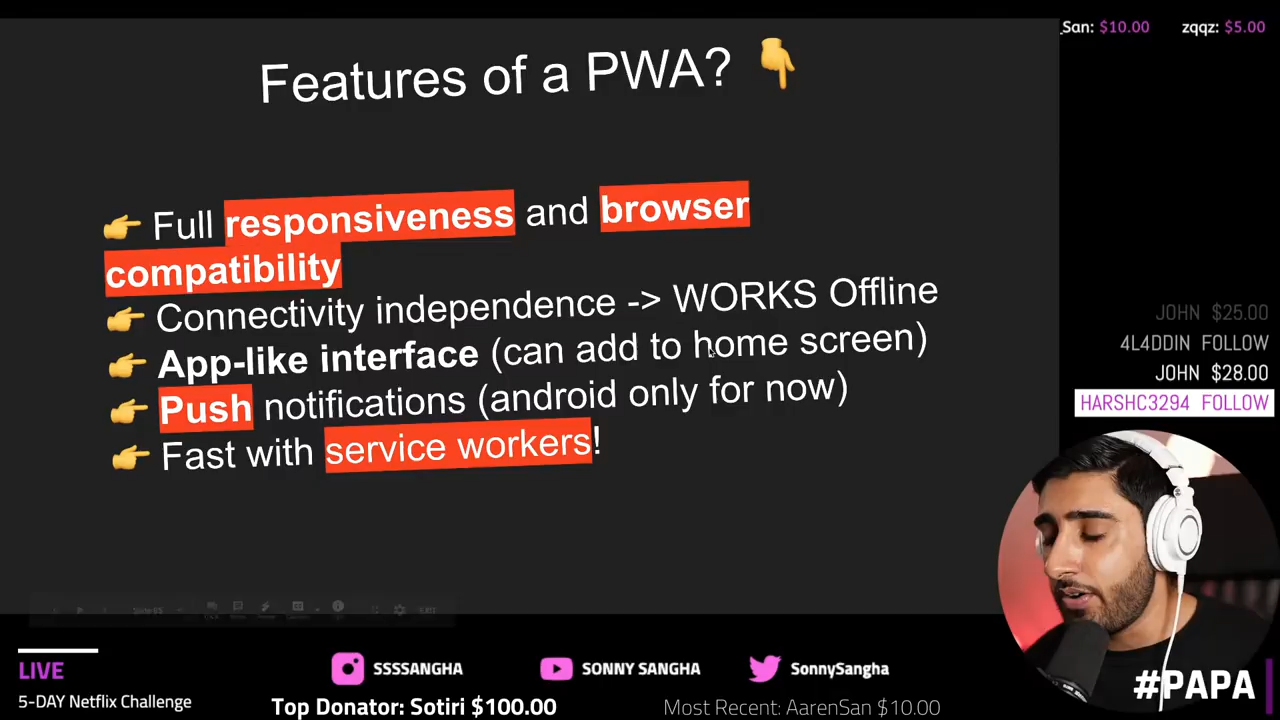 _San: $10.00 zqqz: $5.00
Features of a PWA? 👇
👉 Full responsiveness and browser
compatibility
👉 Connectivity independence -> WORKS Offline
👉 App-like interface (can add to home screen)
👉 Push notifications (android only for now)
👉 Fast with service workers!
JOHN $25.00
4L4DDIN FOLLOW
JOHN $28.00
HARSHC3294 FOLLOW
LIVE
5-DAY Netflix Challenge
SSSSANGHA
SONNY SANGHA
SonnySangha
Top Donator: Sotiri $100.00
Most Recent: AarenSan $10.00
#PAPA